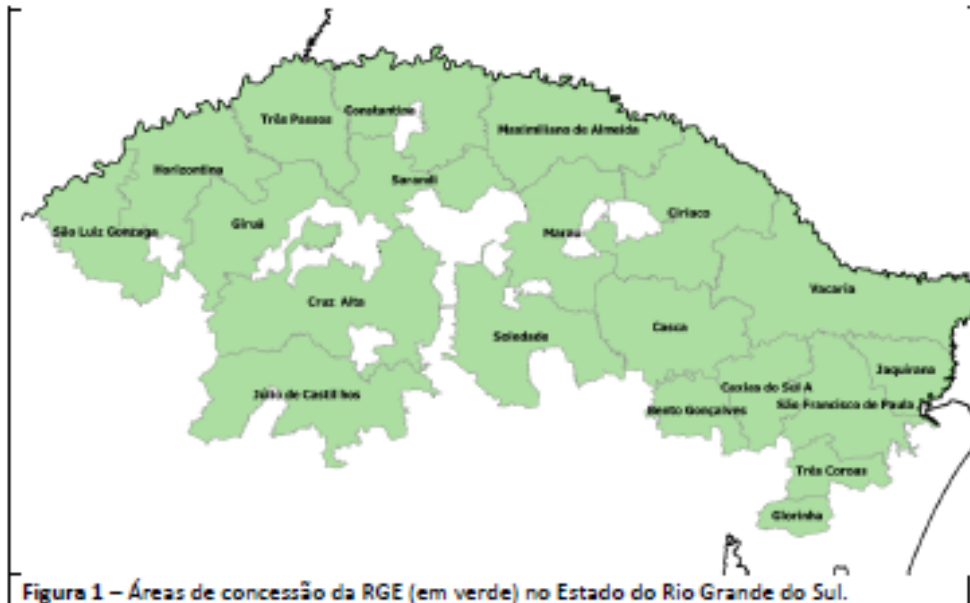 Constantina
Três Passos
Maximiliano de Almeida
Horizontina
Sarandi
Ciríaco
Giruá
São Luiz Gonzaga
Marau
Vacaria
Cruz Alta
Casca
Soledade
Jaquirana
Caxias do Sul A
Júlio de Castilhos
São Francisco de Paula
Bento Gonçalves
Três Coroas
Glorinha
Figura 1 – Áreas de concessão da RGE (em verde) no Estado do Rio Grande do Sul.